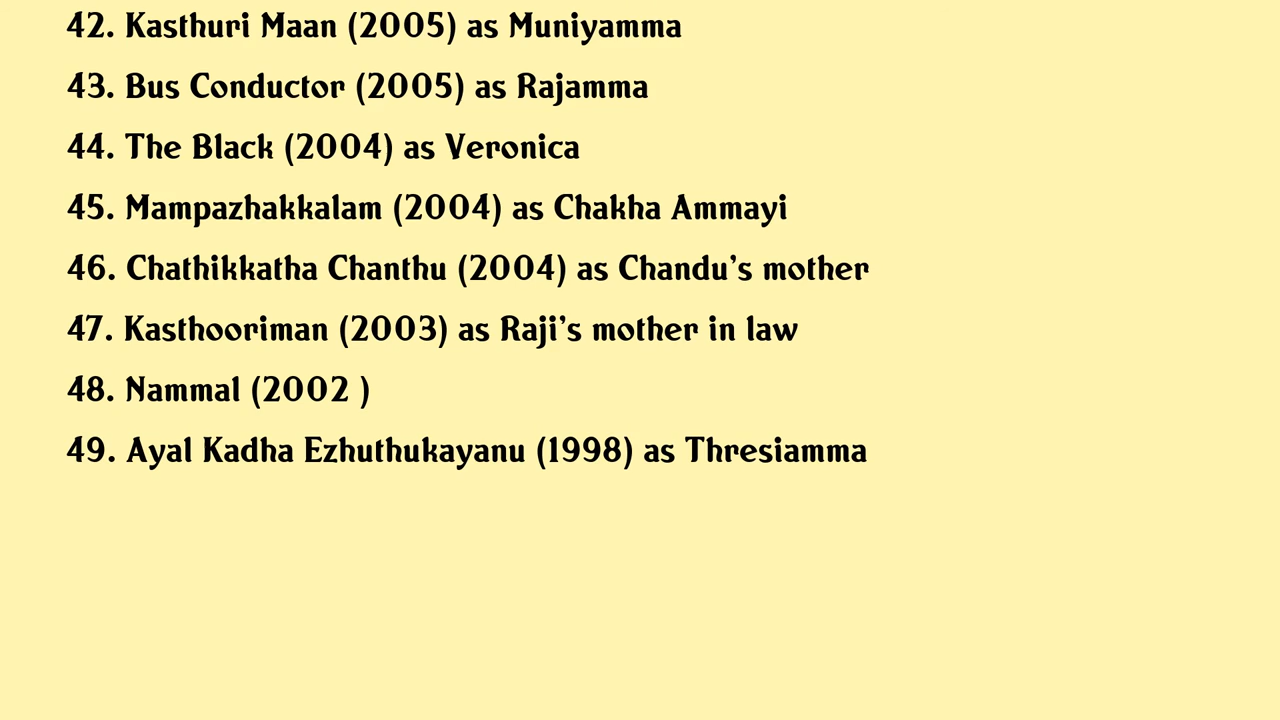 42. Kasthuri Maan (2005) as Muniyamma
43. Bus Conductor (2005) as Rajamma
44. The Black (2004) as Veronica
45. Mampazhakkalam (2004) as Chakha Ammayi
46. Chathikkatha Chanthu (2004) as Chandu's mother
47. Kasthooriman (2003) as Raji's mother in law
48. Nammal (2002 )
49. Ayal Kadha Ezhuthukayanu (1998) as Thresiamma